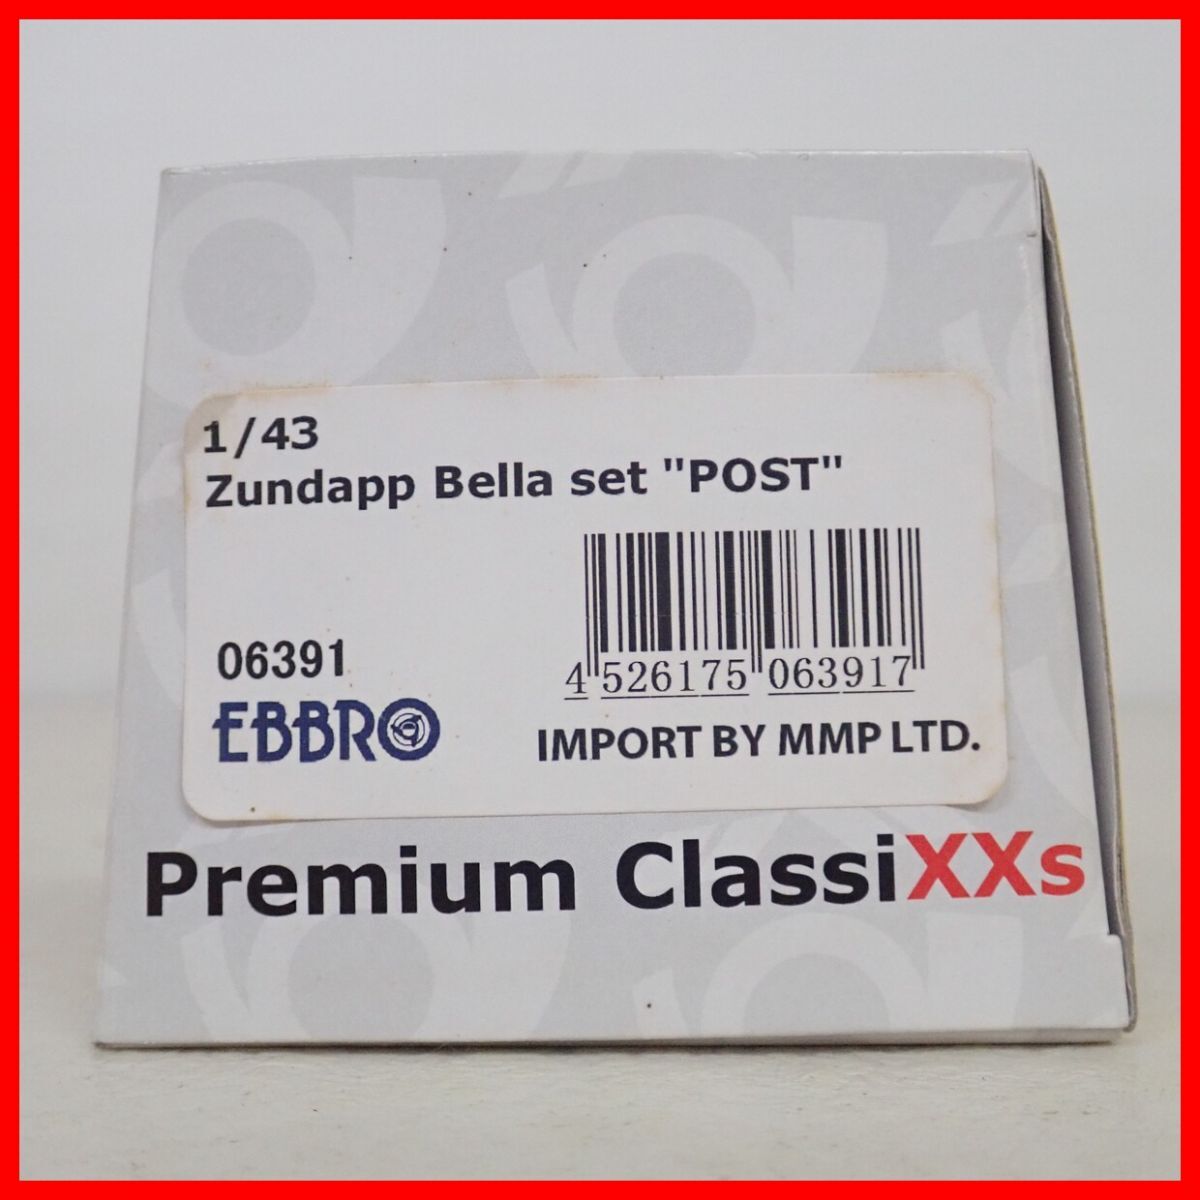 1/43
Zundapp Bella set "POST"
06391
4 526175 063917
EBBRO
IMPORT BY MMP LTD.
Premium ClassiXXs